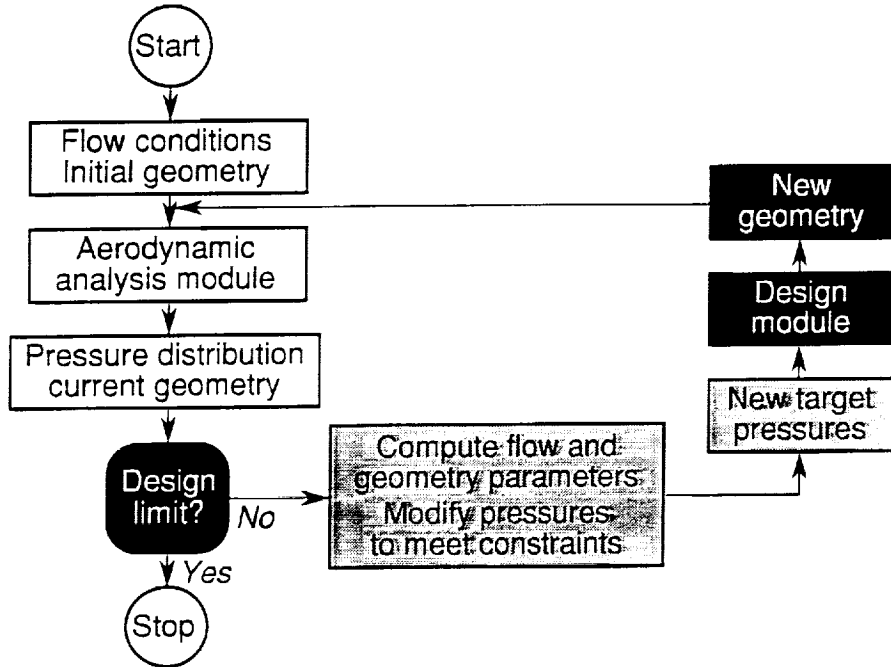 Start
Flow conditions
Initial geometry
Aerodynamic
analysis module
Pressure distribution
current geometry
Design
limit?
No
Yes
Stop
Compute flow and
geometry parameters
Modify pressures
to meet constraints
New target
pressures
Design
module
New
geometry